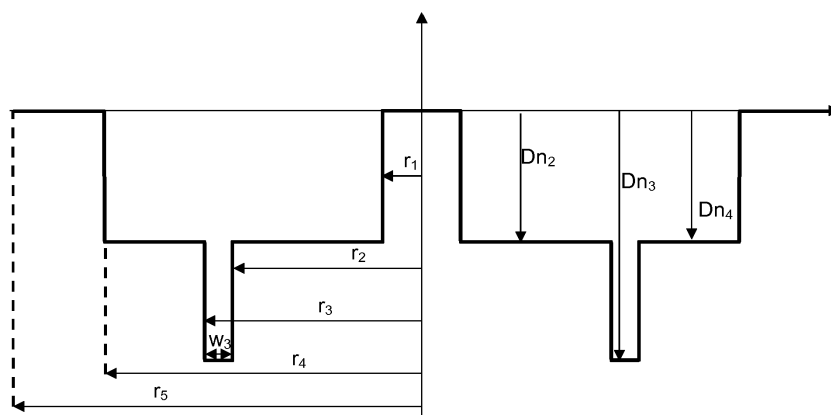 r₁
Dn₂
Dn₃
Dn₄
r₂
r₃
w₃
r₄
r₅